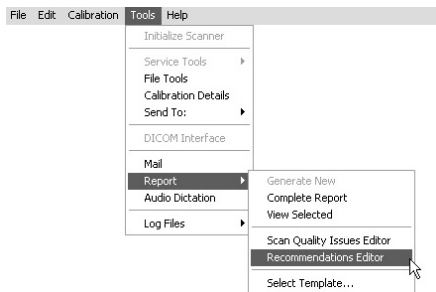 File Edit Calibration Tools Help
Initialize Scanner
Service Tools
File Tools
Calibration Details
Send To:
DICOM Interface
Mail
Report
Audio Dictation
Log Files
Generate New
Complete Report
View Selected
Scan Quality Issues Editor
Recommendations Editor
Select Template...